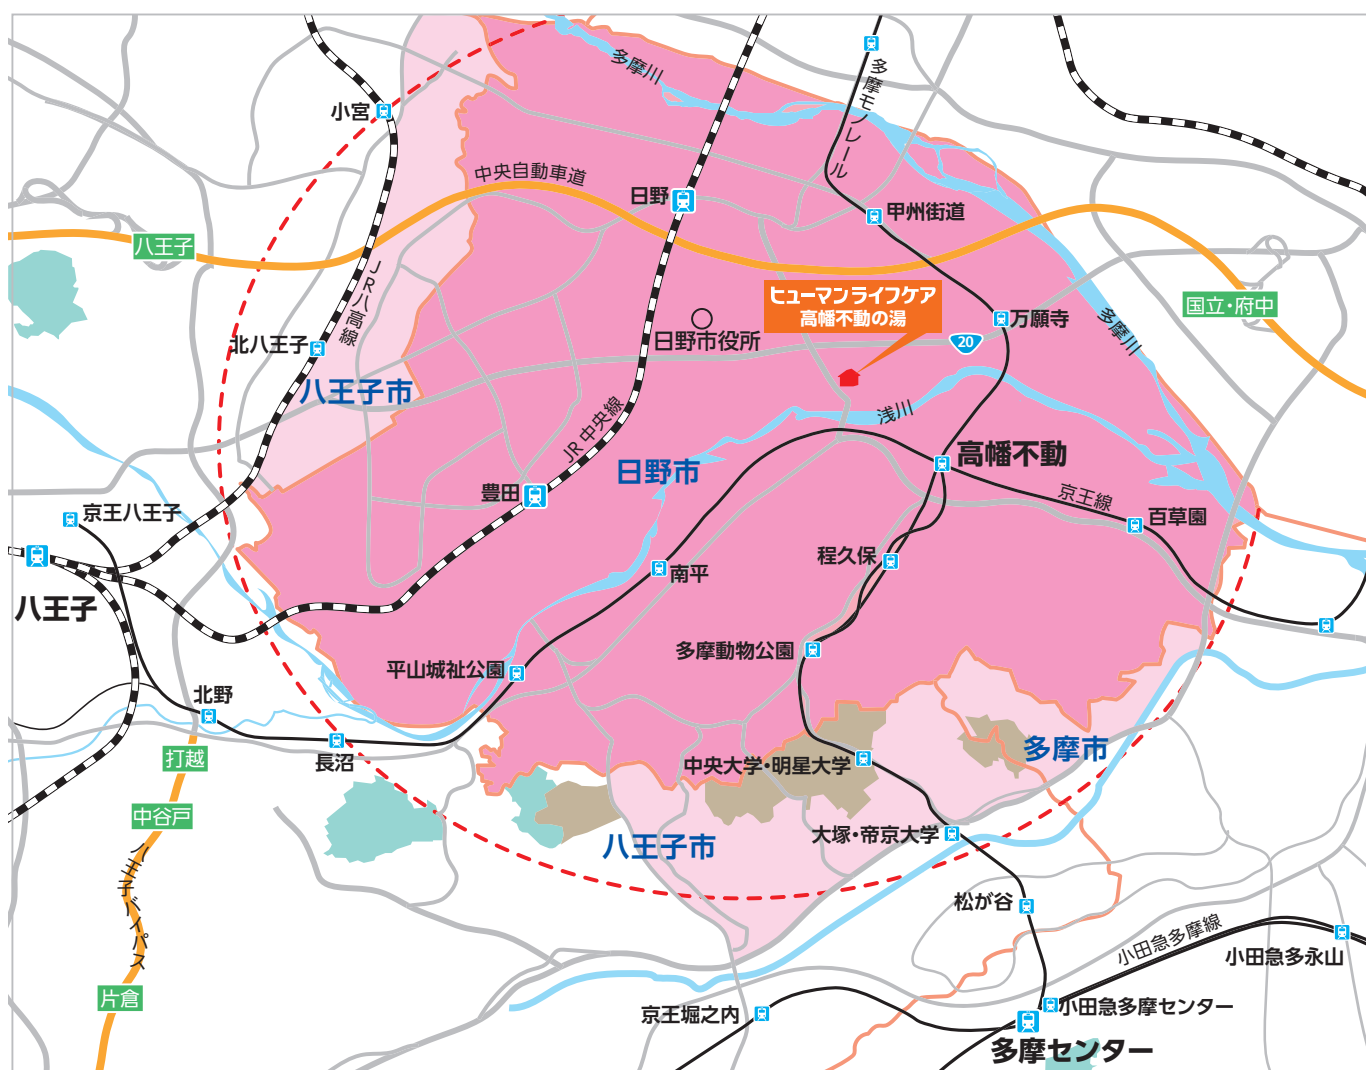 多摩川
多摩モノレール
小宮
中央自動車道
日野
甲州街道
八王子
JR八高線
ヒューマンライフケア
高幡不動の湯
国立・府中
万願寺
多摩川
日野市役所
20
北八王子
八王子市
浅川
JR中央線
日野市
高幡不動
豊田
京王線
京王八王子
百草園
程久保
南平
八王子
多摩動物公園
平山城祉公園
北野
多摩市
打越
長沼
中央大学・明星大学
中谷戸
大塚・帝京大学
八王子市
八王子バイパス
松が谷
小田急多摩線
小田急多永山
片倉
京王堀之内
小田急多摩センター
多摩センター